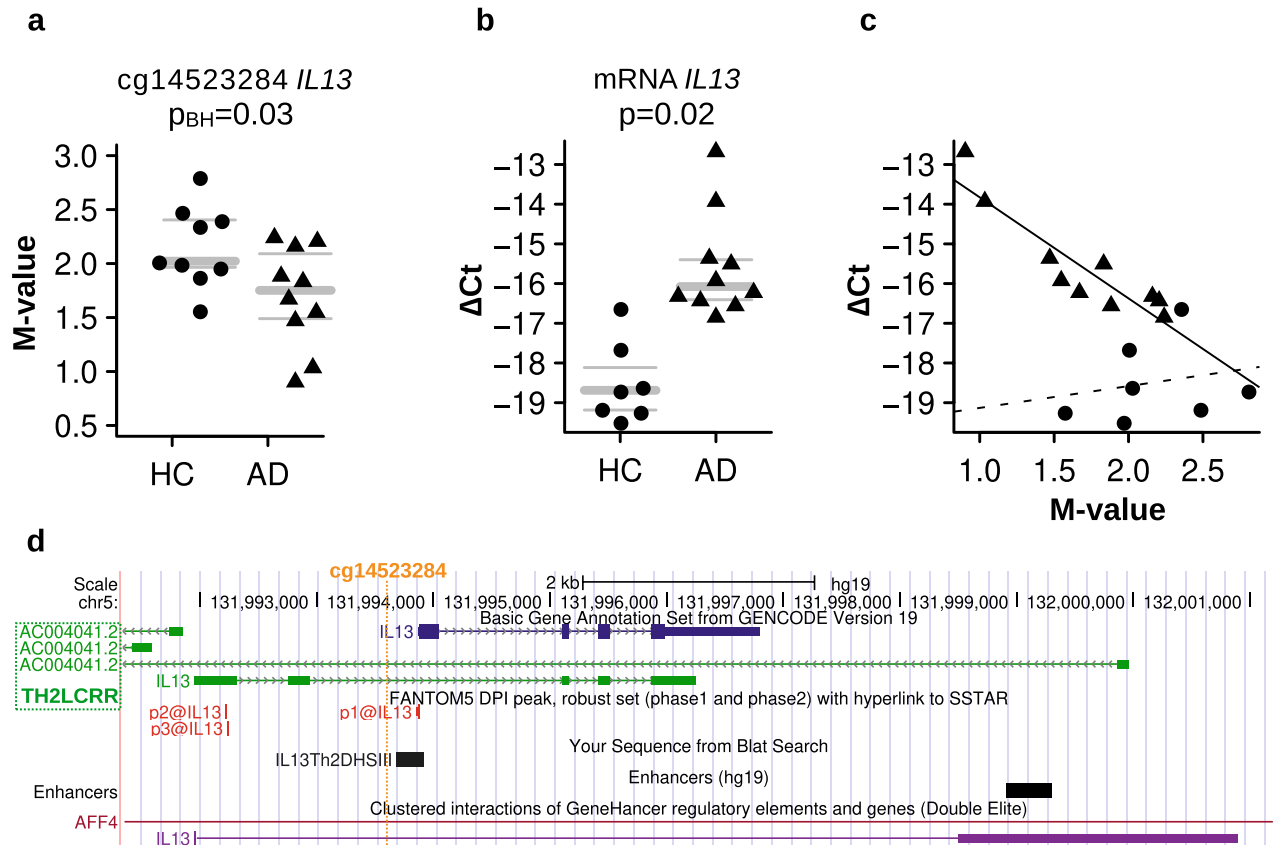 a
cg14523284 IL13
pBH=0.03
3.0
2.5
2.0
1.5
1.0
0.5
M-value
HC AD
b
mRNA IL13
p=0.02
−13
−14
−15
−16
−17
−18
−19
ΔCt
HC AD
c
−13
−14
−15
−16
−17
−18
−19
ΔCt
1.0 1.5 2.0 2.5
M-value
d
cg14523284
Scale 2 kb hg19
chr5: 131,993,000 131,994,000 131,995,000 131,996,000 131,997,000 131,998,000 131,999,000 132,000,000 132,001,000
Basic Gene Annotation Set from GENCODE Version 19
AC004041.2 IL13
AC004041.2
AC004041.2
TH2LCRR IL13
FANTOM5 DPI peak, robust set (phase1 and phase2) with hyperlink to SSTAR
p2@IL13 p1@IL13
p3@IL13
Your Sequence from Blat Search
IL13Th2DHSIII
Enhancers (hg19)
Enhancers
Clustered interactions of GeneHancer regulatory elements and genes (Double Elite)
AFF4
IL13